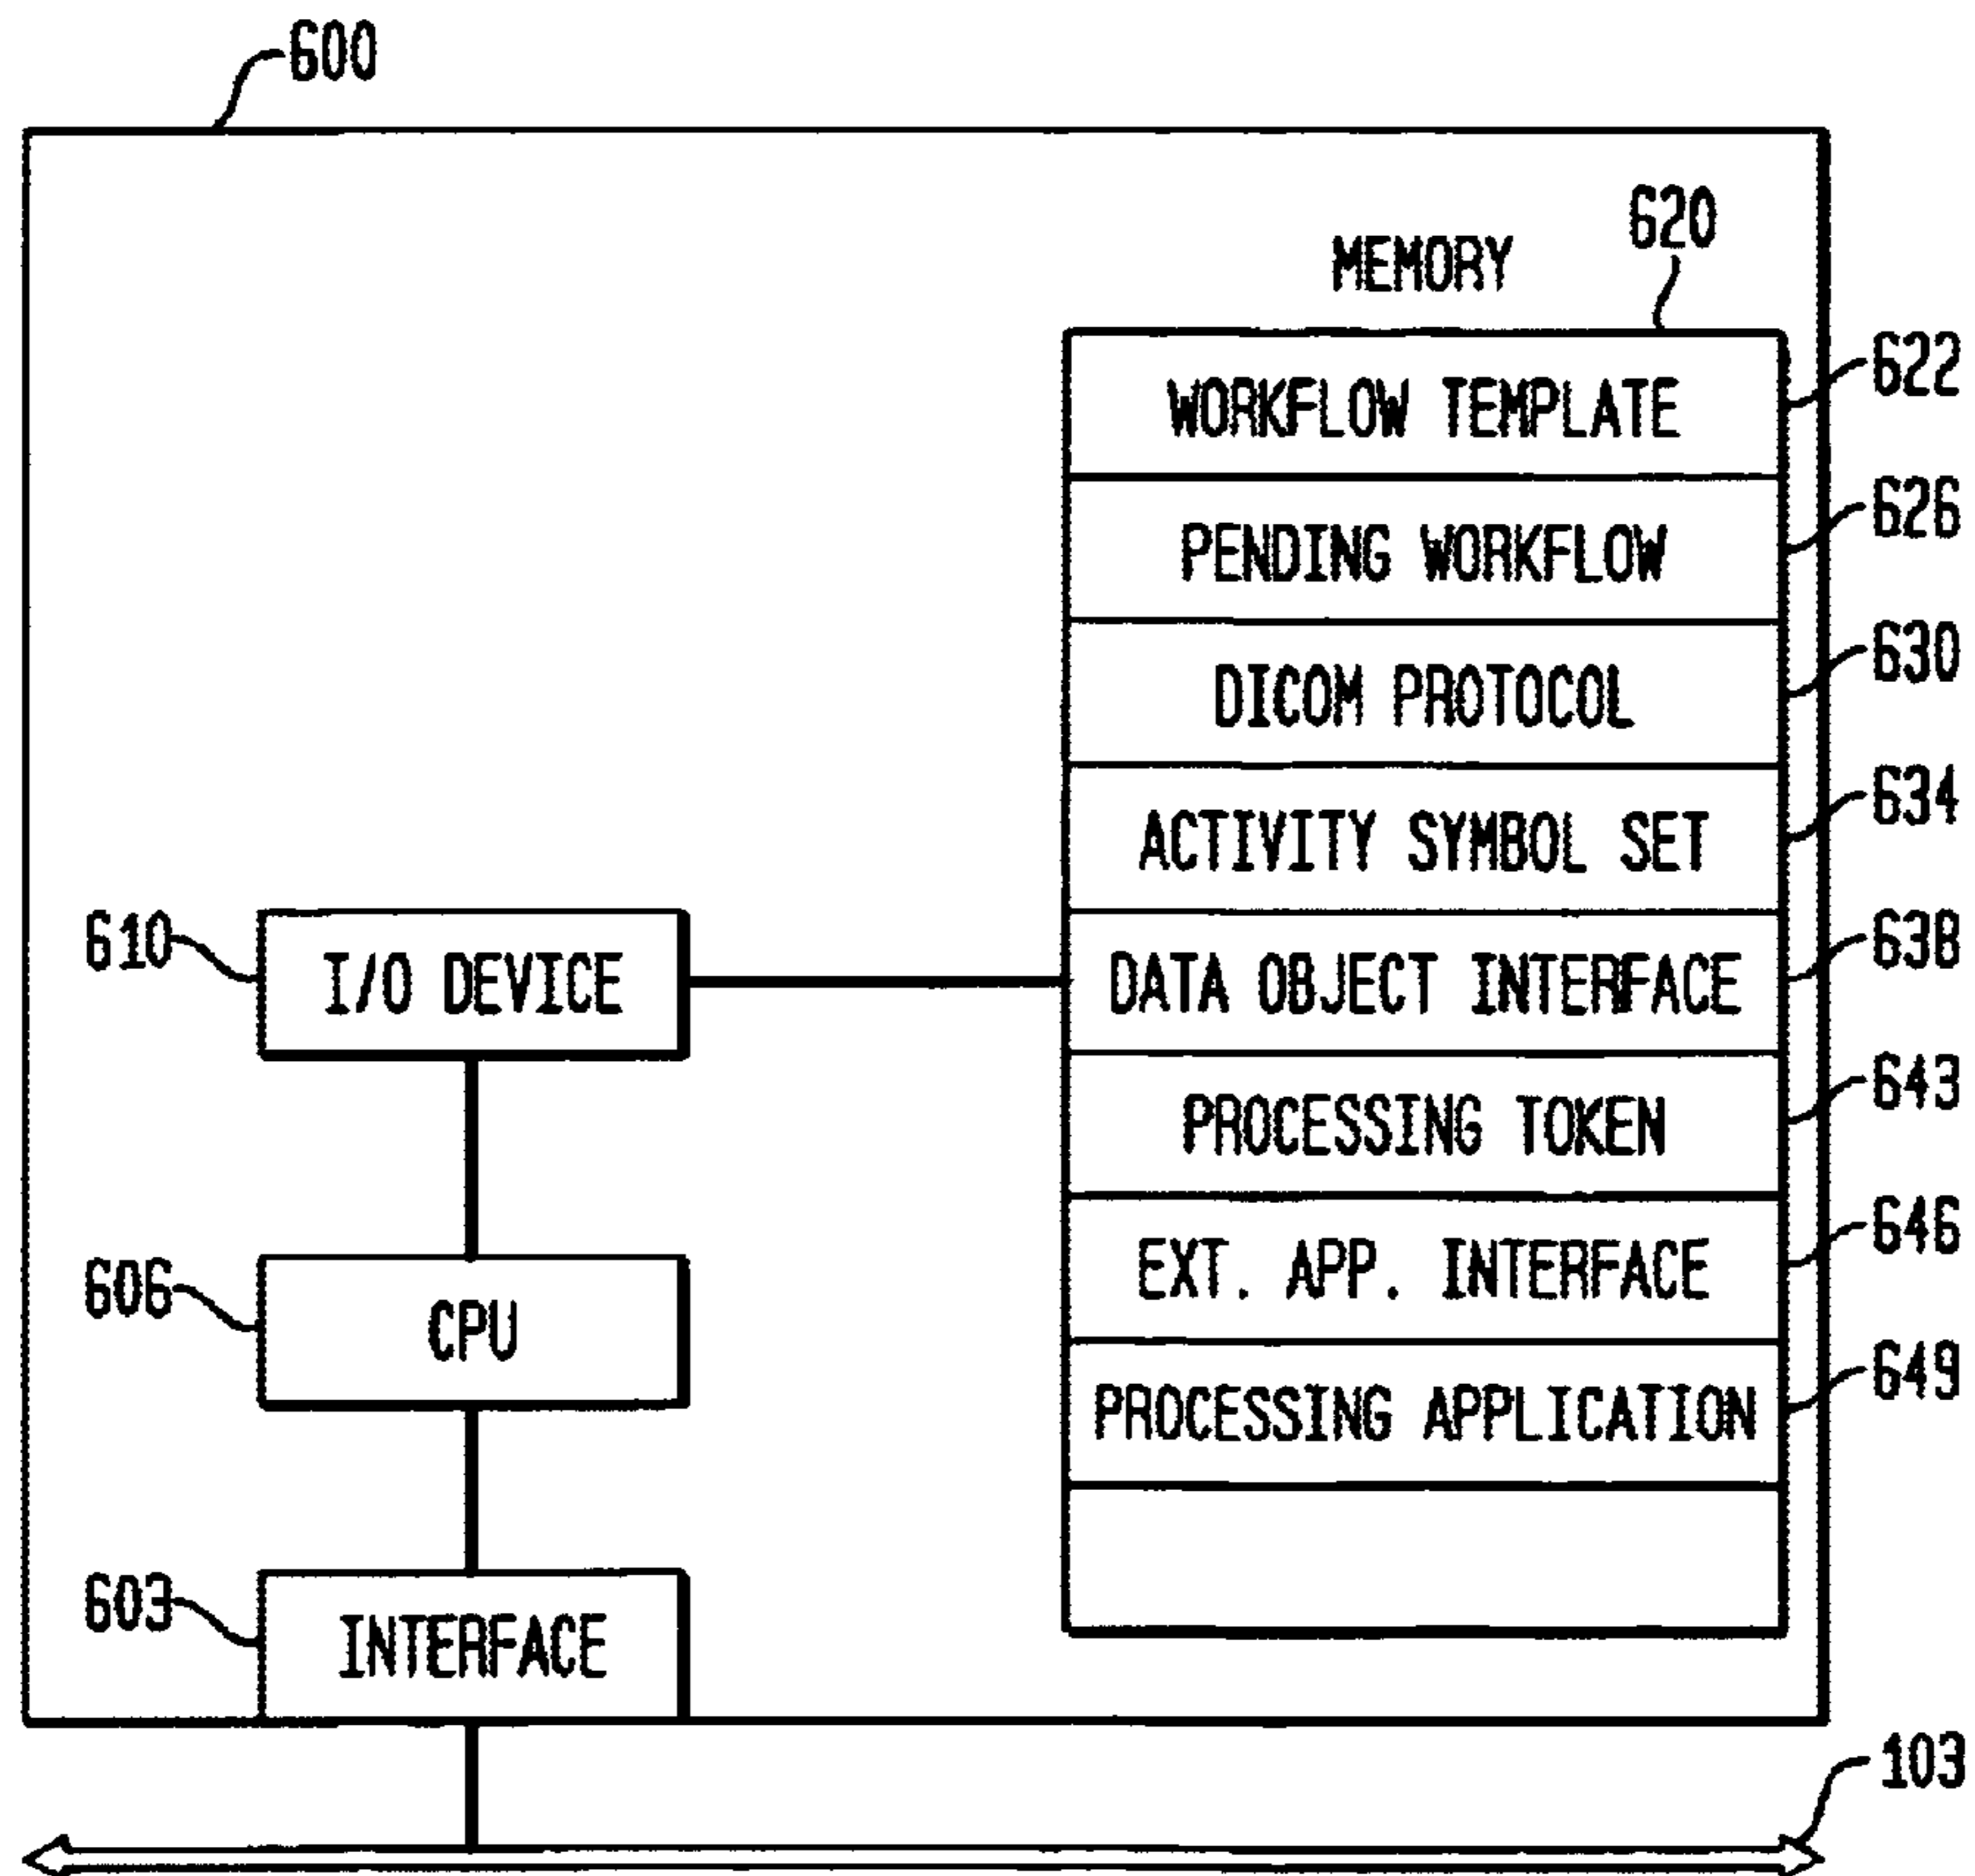 600
620
MEMORY
WORKFLOW TEMPLATE 622
PENDING WORKFLOW 626
DICOM PROTOCOL 630
ACTIVITY SYMBOL SET 634
610 I/O DEVICE DATA OBJECT INTERFACE 638
PROCESSING TOKEN 643
606 CPU EXT. APP. INTERFACE 646
PROCESSING APPLICATION 649
603 INTERFACE
103